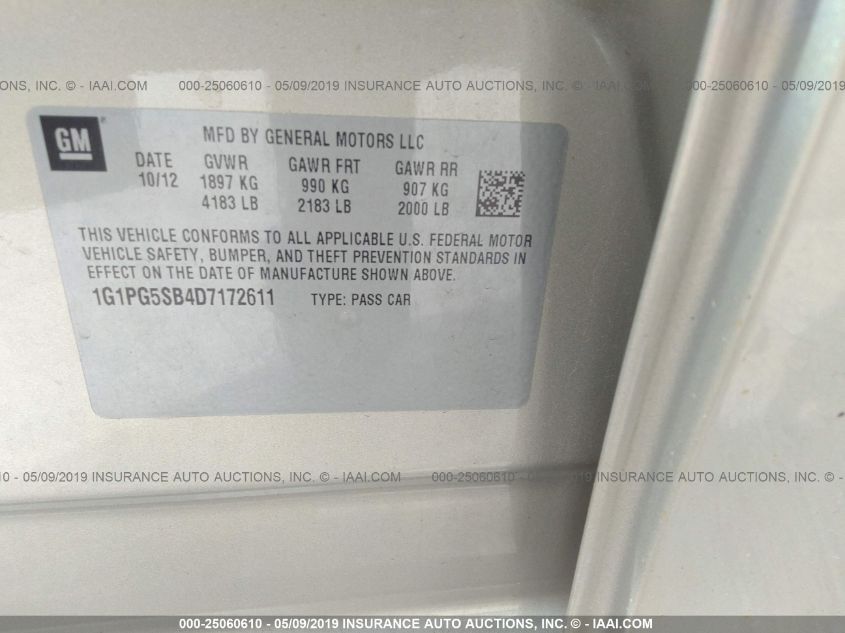 T AUCTIONS, INC. © - IAAI.COM 000-25060610 - 05/09/2019 INSURANCE AUTO AUCTIONS, INC. © - IAAI.COM 000-25060610 - 05/09/2019
GM
MFD BY GENERAL MOTORS LLC
DATE GVWR GAWR FRT GAWR RR
10/12 1897 KG 990 KG 907 KG
4183 LB 2183 LB 2000 LB
THIS VEHICLE CONFORMS TO ALL APPLICABLE U.S. FEDERAL MOTOR
VEHICLE SAFETY, BUMPER, AND THEFT PREVENTION STANDARDS IN
EFFECT ON THE DATE OF MANUFACTURE SHOWN ABOVE.
1G1PG5SB4D7172611 TYPE: PASS CAR
10 - 05/09/2019 INSURANCE AUTO AUCTIONS, INC. © - IAAI.COM 000-25060610 - 05/09/2019 INSURANCE AUTO AUCTIONS, INC. ©
000-25060610 - 05/09/2019 INSURANCE AUTO AUCTIONS, INC. © - IAAI.COM